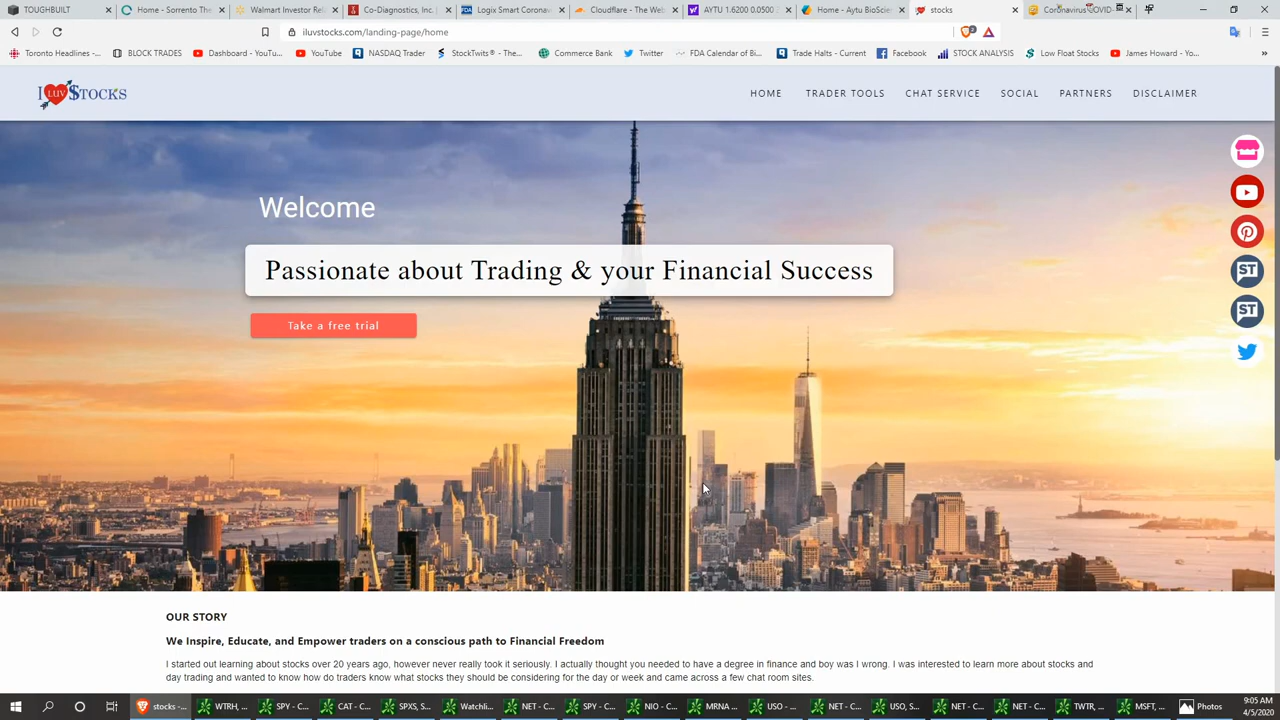 TOUGHBUILT
Home - Sorrento The
Walmart Investor Rel
Co-Diagnostics, Inc.
Logix Smart Coronav
Cloudflare - The Web
AYTU 1.6200 0.0500
Home - Aytu BioScien
stocks
Coronavirus COVID-
iluvstocks.com/landing-page/home
Toronto Headlines -...
BLOCK TRADES
Dashboard - YouTu...
YouTube
NASDAQ Trader
StockTwits® - The...
Commerce Bank
Twitter
FDA Calendar of Bi...
Trade Halts - Current
Facebook
STOCK ANALYSIS
Low Float Stocks
James Howard - Yo...
I LUV $TOCKS
HOME
TRADER TOOLS
CHAT SERVICE
SOCIAL
PARTNERS
DISCLAIMER
Welcome
Passionate about Trading & your Financial Success
Take a free trial
ST
ST
OUR STORY
We Inspire, Educate, and Empower traders on a conscious path to Financial Freedom
I started out learning about stocks over 20 years ago, however never really took it seriously. I actually thought you needed to have a degree in finance and boy was I wrong. I was interested to learn more about stocks and
day trading and wanted to know how do traders know what stocks they should be considering for the day or week and came across a few chat room sites.
stocks -...
WTRH, ...
SPY - C...
CAT - C...
SPXS, S...
Watchli...
NET - C...
SPY - C...
NIO - C...
MRNA ...
USO - ...
NET - C...
USO, S...
NET - C...
NET - C...
TWTR, ...
MSFT, ...
Photos
9:05 AM
4/5/2020